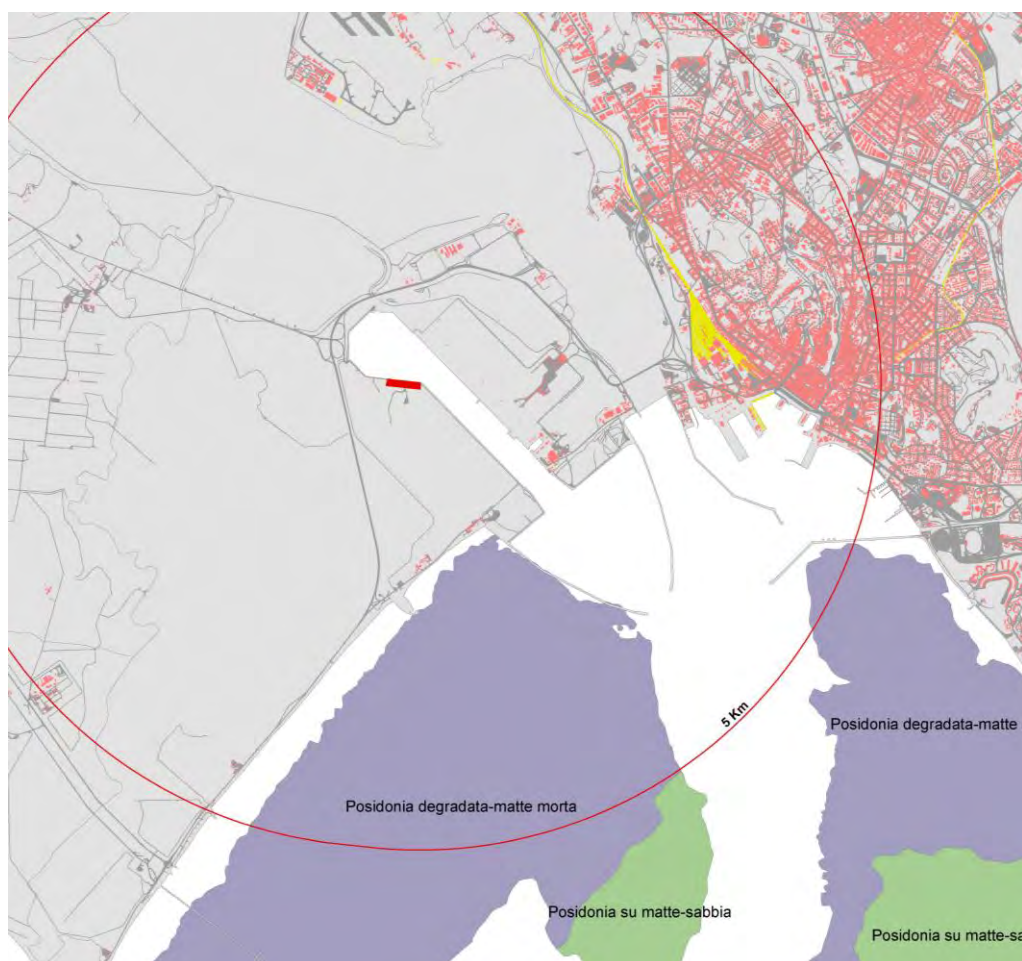 5 Km
Posidonia degradata-matte
Posidonia degradata-matte morta
Posidonia su matte-sabbia
Posidonia su matte-sa